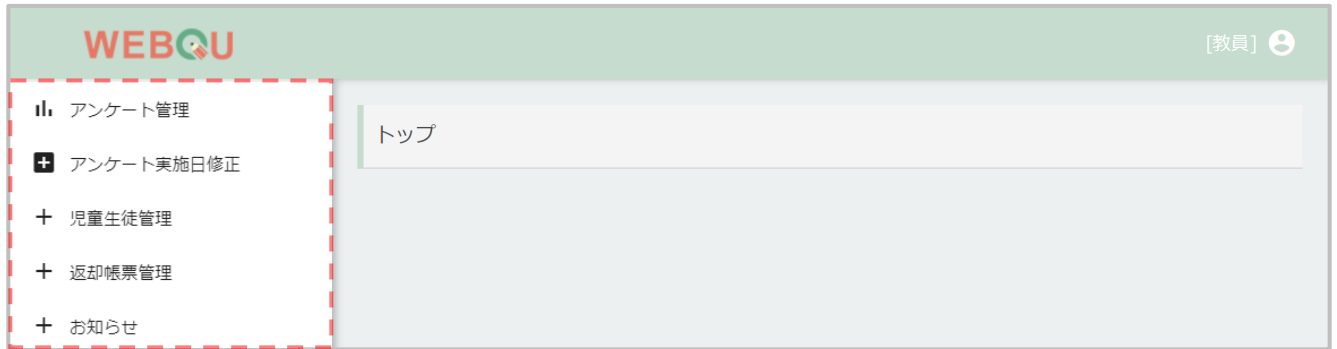 WEBQU
[教員]
アンケート管理
トップ
アンケート実施日修正
児童生徒管理
返却帳票管理
お知らせ